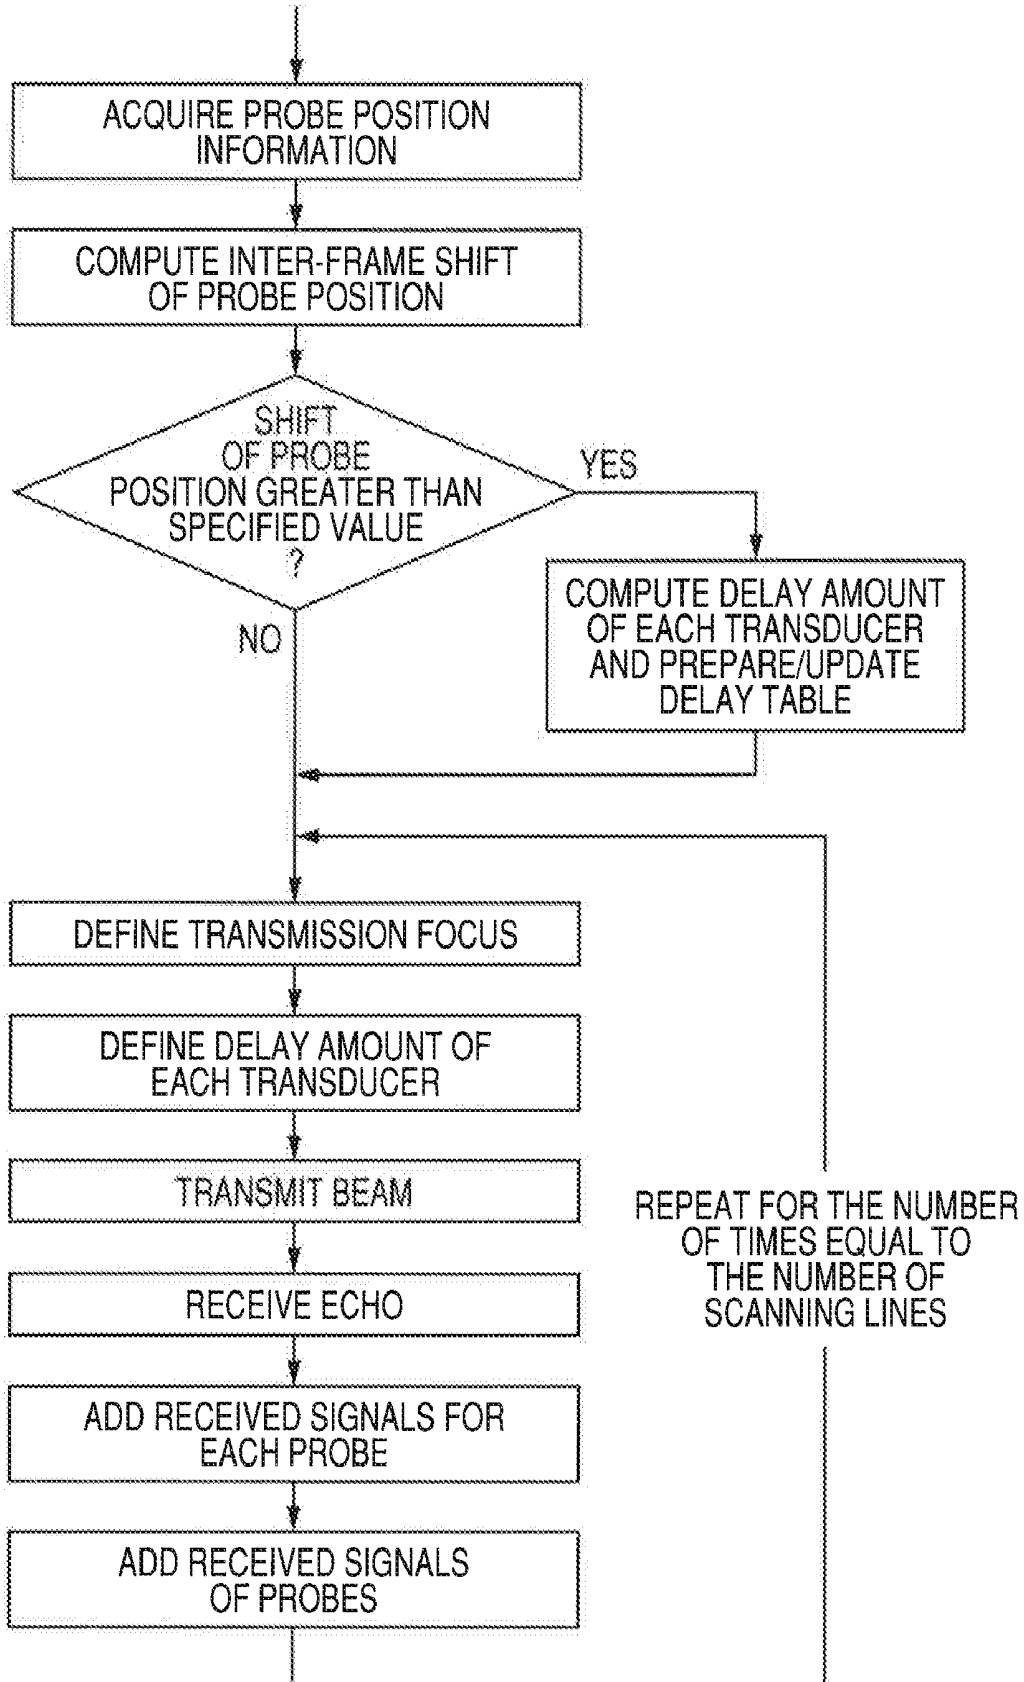 ACQUIRE PROBE POSITION
INFORMATION
COMPUTE INTER-FRAME SHIFT
OF PROBE POSITION
SHIFT
OF PROBE
POSITION GREATER THAN
SPECIFIED VALUE
?
YES
NO
COMPUTE DELAY AMOUNT
OF EACH TRANSDUCER
AND PREPARE/UPDATE
DELAY TABLE
DEFINE TRANSMISSION FOCUS
DEFINE DELAY AMOUNT OF
EACH TRANSDUCER
TRANSMIT BEAM
RECEIVE ECHO
ADD RECEIVED SIGNALS FOR
EACH PROBE
ADD RECEIVED SIGNALS
OF PROBES
REPEAT FOR THE NUMBER
OF TIMES EQUAL TO
THE NUMBER OF
SCANNING LINES